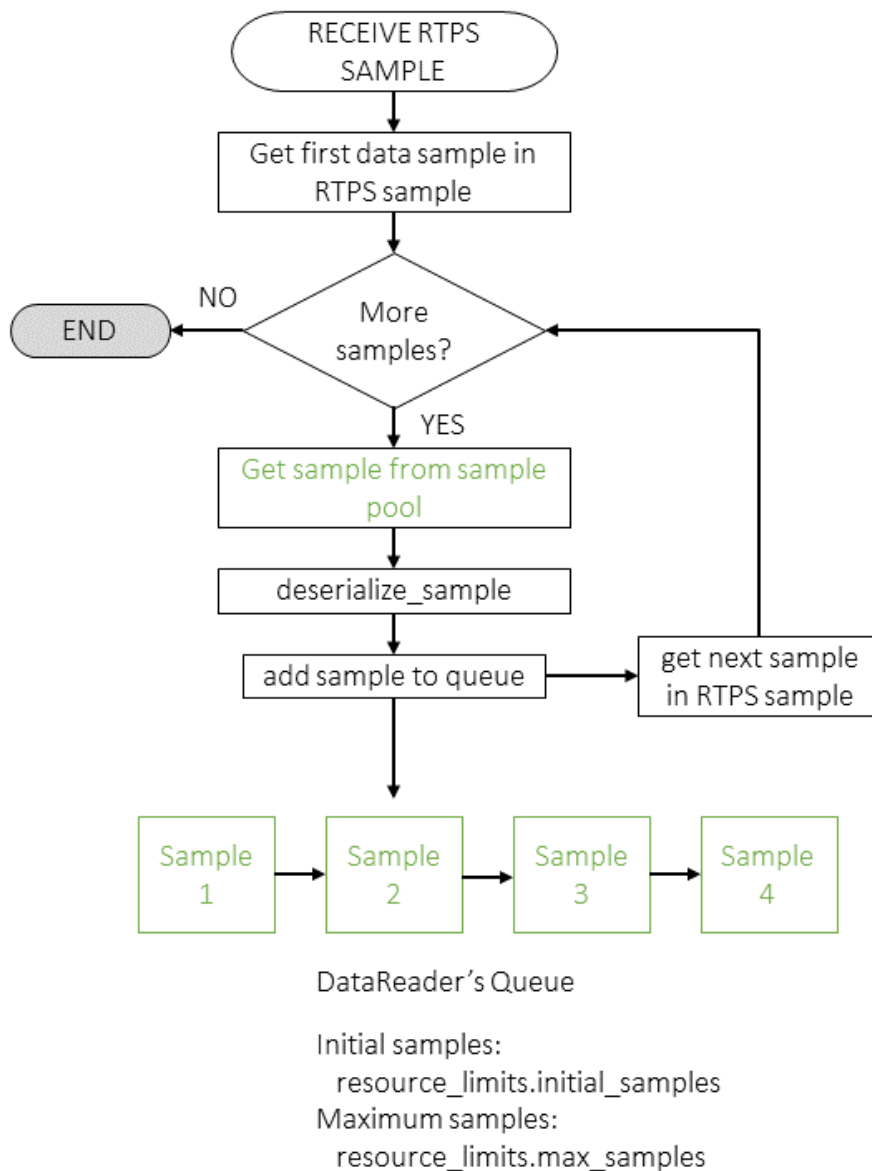 RECEIVE RTPS
SAMPLE
Get first data sample in
RTPS sample
NO
More
samples?
END
YES
Get sample from sample
pool
deserialize_sample
add sample to queue
get next sample
in RTPS sample
Sample
1
Sample
2
Sample
3
Sample
4
DataReader’s Queue
Initial samples:
resource_limits.initial_samples
Maximum samples:
resource_limits.max_samples